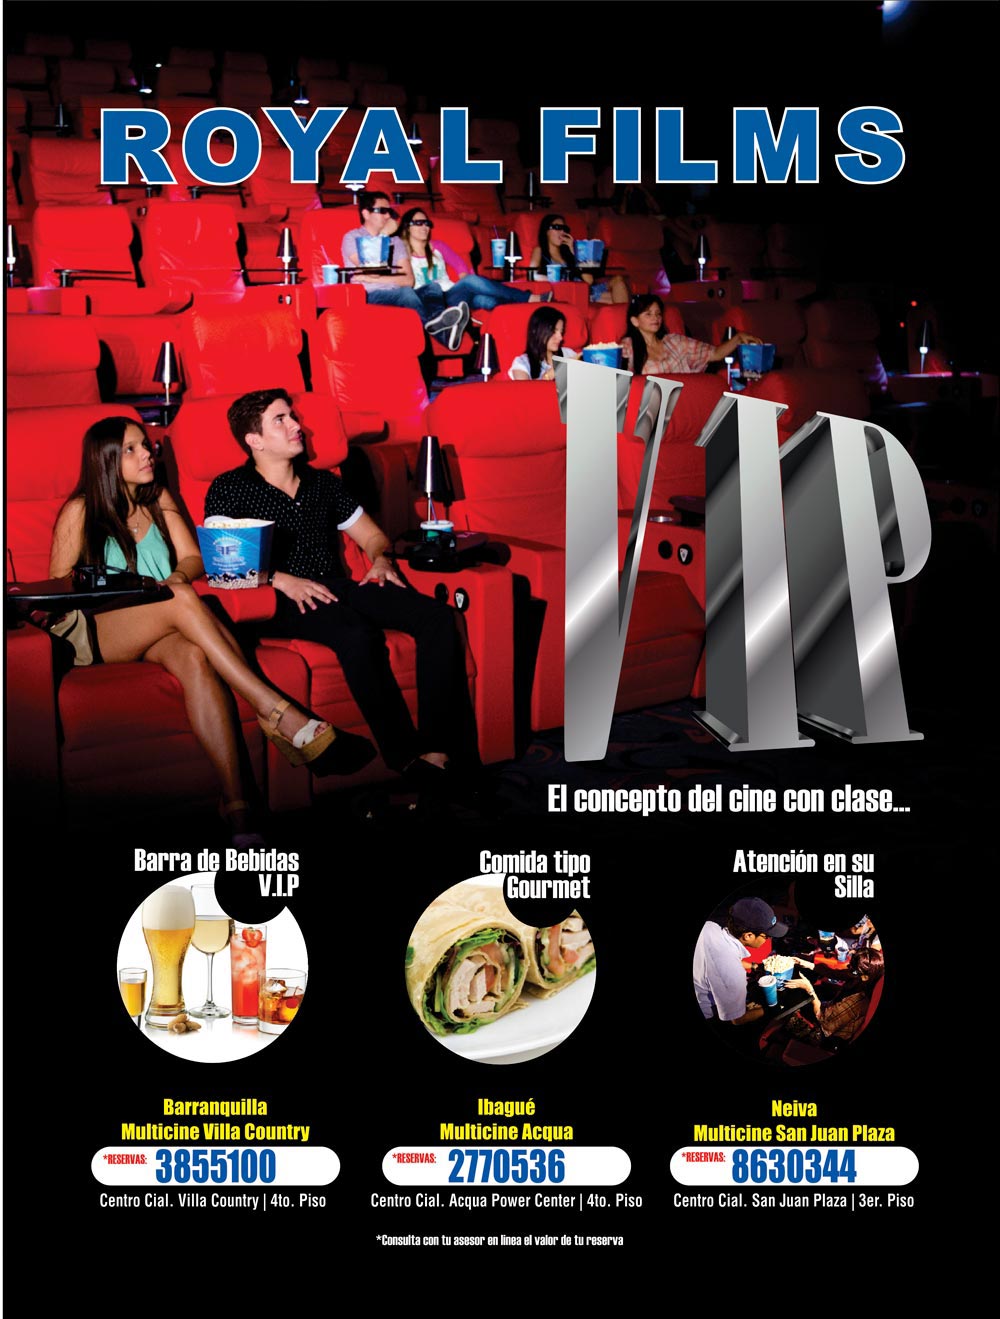 ROYAL FILMS
VIP
El concepto del cine con clase...
Barra de Bebidas
V.I.P
Comida tipo
Gourmet
Atención en su
Silla
Barranquilla
Multicine Villa Country
*RESERVAS: 3855100
Centro Cial. Villa Country | 4to. Piso
Ibagué
Multicine Acqua
*RESERVAS: 2770536
Centro Cial. Acqua Power Center | 4to. Piso
Neiva
Multicine San Juan Plaza
*RESERVAS: 8630344
Centro Cial. San Juan Plaza | 3er. Piso
*Consulta con tu asesor en linea el valor de tu reserva